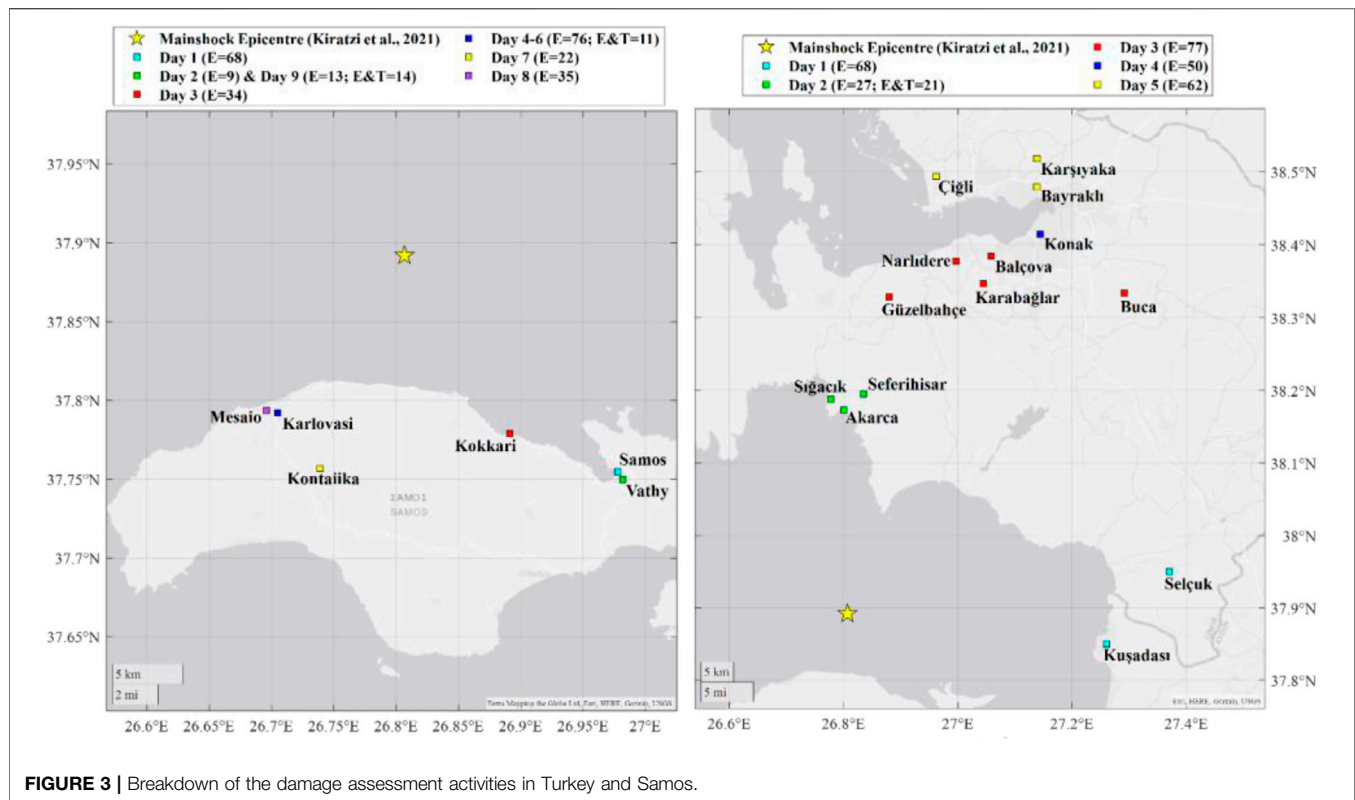 Mainshock Epicentre (Kiratzi et al., 2021)
Day 1 (E=68)
Day 2 (E=9) & Day 9 (E=13; E&T=14)
Day 3 (E=34)
Day 4-6 (E=76; E&T=11)
Day 7 (E=22)
Day 8 (E=35)
37.95°N
37.9°N
37.85°N
37.8°N
37.75°N
37.7°N
37.65°N
Mesaio
Karlovasi
Kokkari
Samos
Vathy
Kontaiika
ΣΑΜΟΣ
SAMOS
5 km
2 mi
Esri, HERE, Garmin, USGS
26.6°E
26.65°E
26.7°E
26.75°E
26.8°E
26.85°E
26.9°E
26.95°E
27°E
Mainshock Epicentre (Kiratzi et al., 2021)
Day 1 (E=68)
Day 2 (E=27; E&T=21)
Day 3 (E=77)
Day 4 (E=50)
Day 5 (E=62)
Karşıyaka
Çiğli
Bayraklı
Konak
Narlıdere
Balçova
Karabağlar
Güzelbahçe
Buca
Sığacık
Seferihisar
Akarca
Selçuk
Kuşadası
5 km
5 mi
Esri, HERE, Garmin, USGS
38.5°N
38.4°N
38.3°N
38.2°N
38.1°N
38°N
37.9°N
37.8°N
26.6°E
26.8°E
27°E
27.2°E
27.4°E
FIGURE 3 | Breakdown of the damage assessment activities in Turkey and Samos.